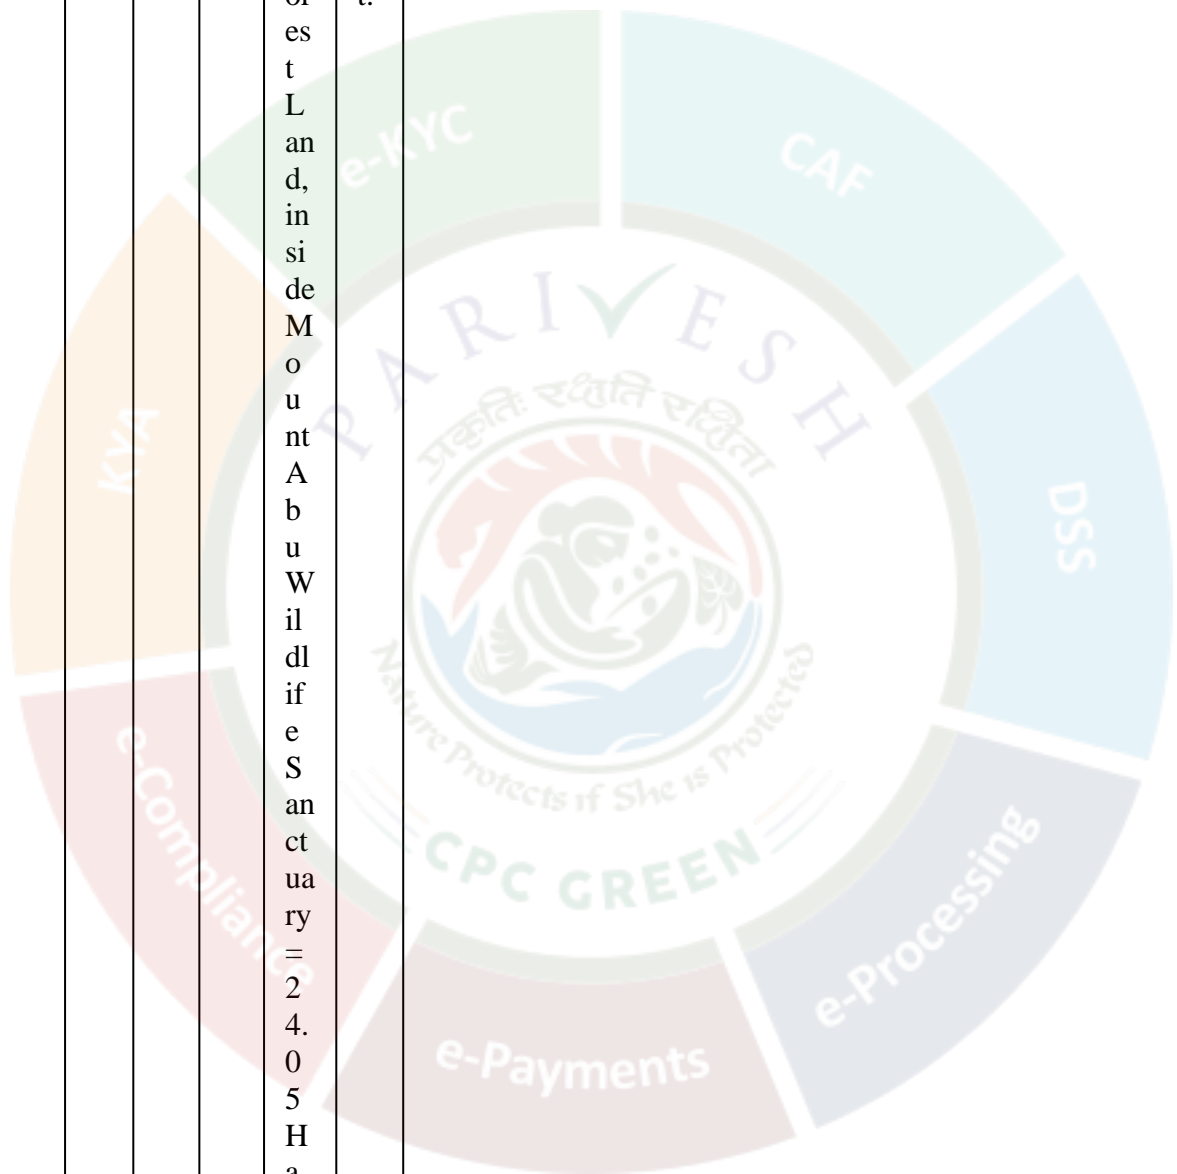 or t.
es
t
L
an
d,
in
si
de
M
o
u
nt
A
b
u
W
il
dl
if
e
S
an
ct
ua
ry
=
2
4.
0
5
H
a
e-KYC
CAF
KYA
DSS
PARIVESH
प्रकृतिः रक्षति रक्षिता
Nature Protects if She is Protected
CPC GREEN
e-Compliance
e-Processing
e-Payments